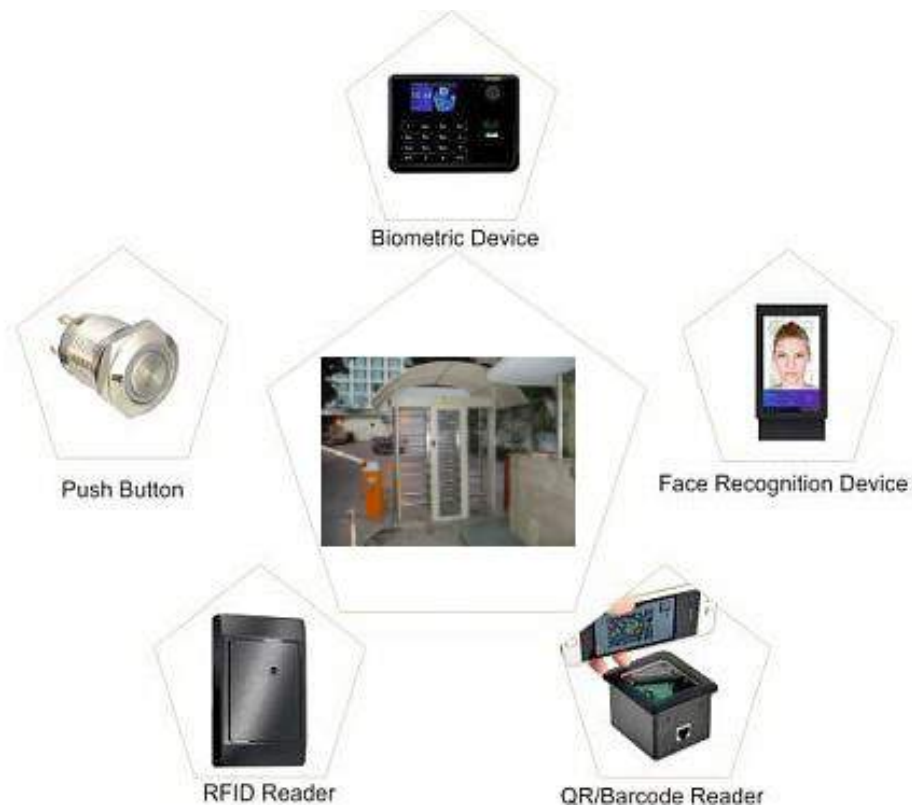 Biometric Device
Push Button
Face Recognition Device
RFID Reader
QR/Barcode Reader